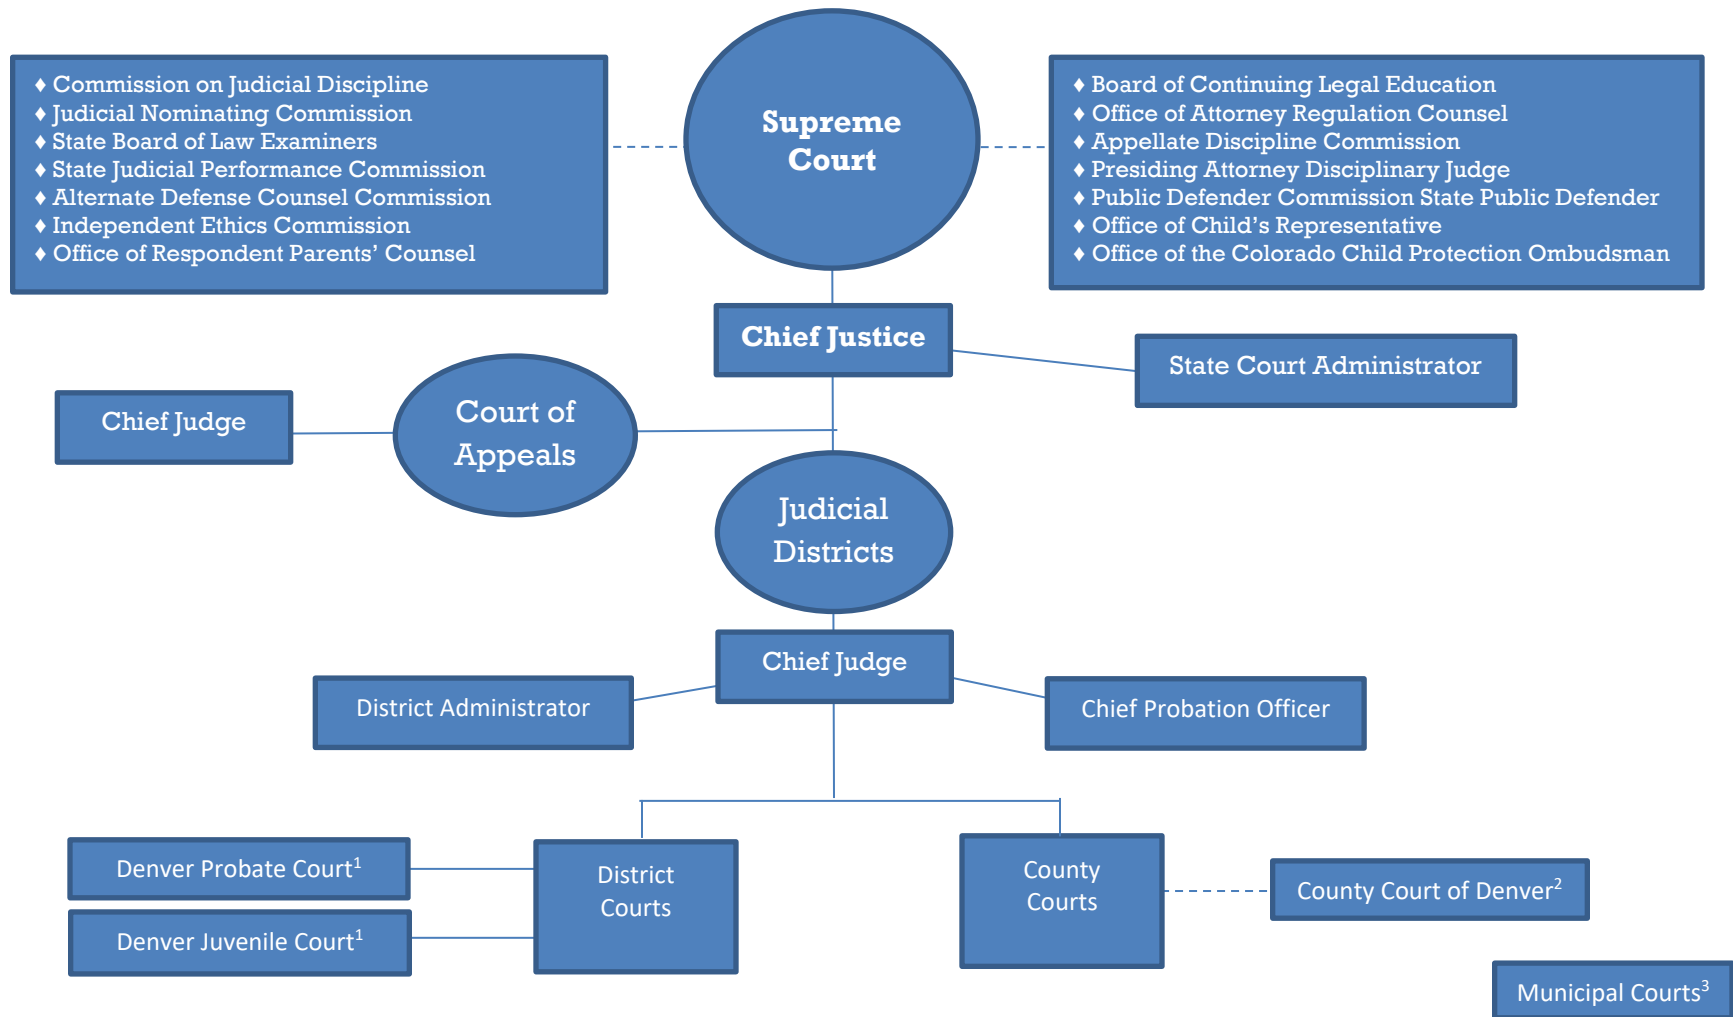 ♦ Commission on Judicial Discipline
♦ Judicial Nominating Commission
♦ State Board of Law Examiners
♦ State Judicial Performance Commission
♦ Alternate Defense Counsel Commission
♦ Independent Ethics Commission
♦ Office of Respondent Parents’ Counsel
Supreme
Court
♦ Board of Continuing Legal Education
♦ Office of Attorney Regulation Counsel
♦ Appellate Discipline Commission
♦ Presiding Attorney Disciplinary Judge
♦ Public Defender Commission State Public Defender
♦ Office of Child’s Representative
♦ Office of the Colorado Child Protection Ombudsman
Chief Justice
State Court Administrator
Chief Judge
Court of
Appeals
Judicial
Districts
Chief Judge
District Administrator
Chief Probation Officer
Denver Probate Court¹
Denver Juvenile Court¹
District
Courts
County
Courts
County Court of Denver²
Municipal Courts³